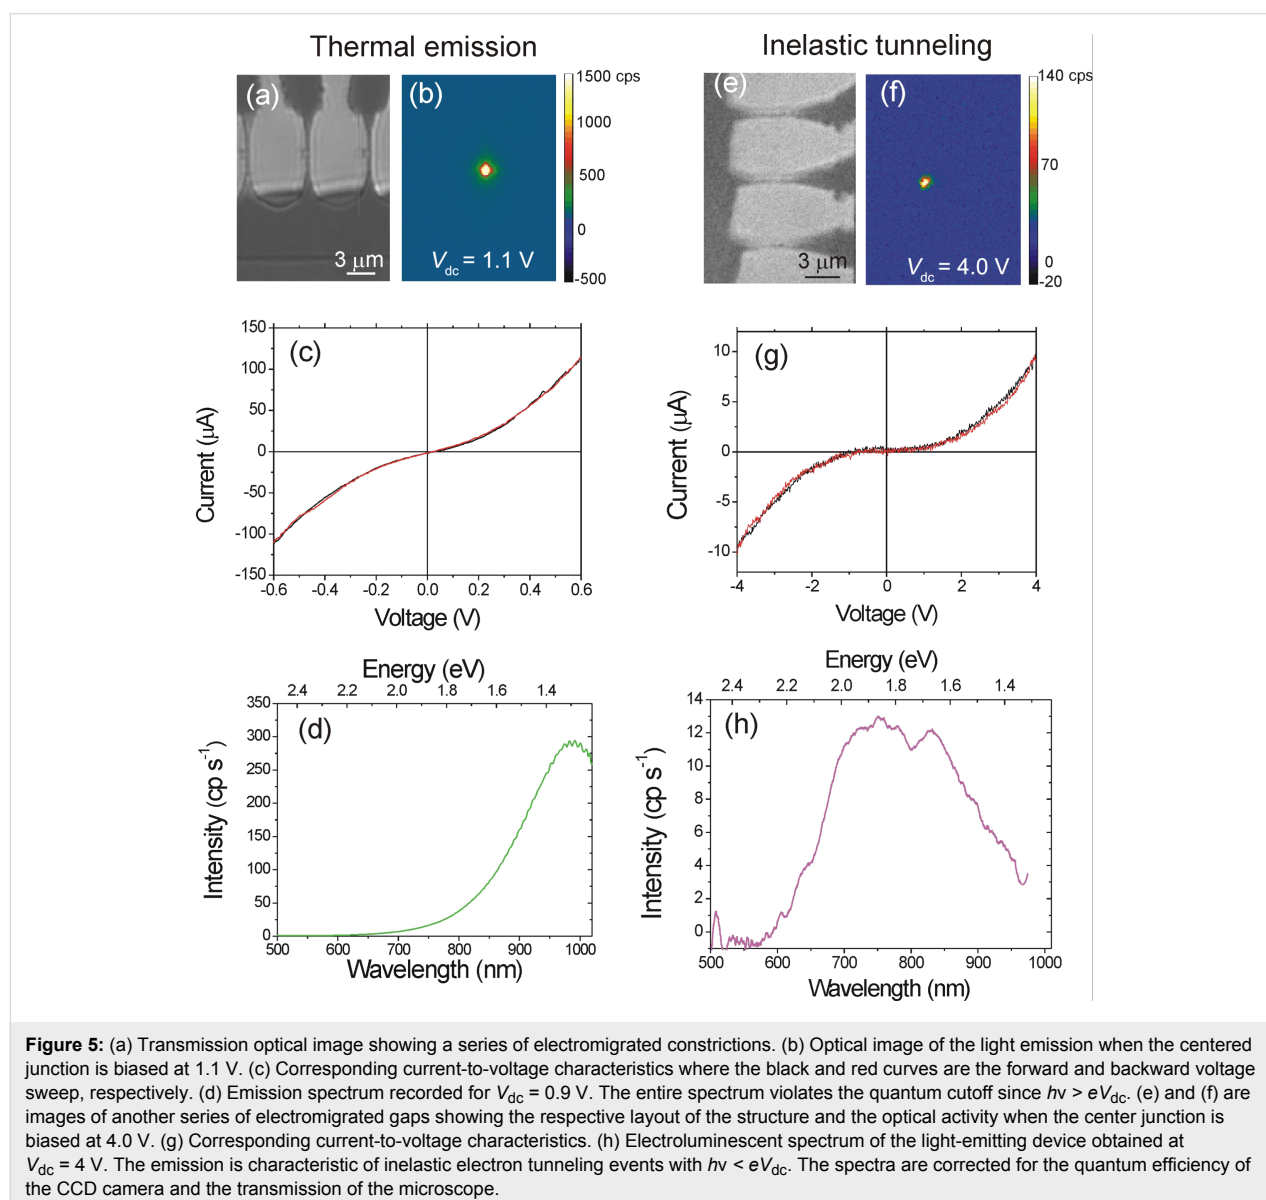 Thermal emission
Inelastic tunneling
(a)
(b)
1500 cps
1000
500
0
-500
3 μm
V_dc = 1.1 V
(e)
(f)
140 cps
70
0
-20
3 μm
V_dc = 4.0 V
(c)
150
100
50
0
-50
-100
-150
Current (μA)
-0.6 -0.4 -0.2 0.0 0.2 0.4 0.6
Voltage (V)
(g)
10
5
0
-5
-10
Current (μA)
-4 -2 0 2 4
Voltage (V)
Energy (eV)
2.4 2.2 2.0 1.8 1.6 1.4
(d)
350
300
250
200
150
100
50
0
Intensity (cp s⁻¹)
500 600 700 800 900 1000
Wavelength (nm)
Energy (eV)
2.4 2.2 2.0 1.8 1.6 1.4
(h)
14
12
10
8
6
4
2
0
Intensity (cp s⁻¹)
500 600 700 800 900 1000
Wavelength (nm)
Figure 5: (a) Transmission optical image showing a series of electromigrated constrictions. (b) Optical image of the light emission when the centered
junction is biased at 1.1 V. (c) Corresponding current-to-voltage characteristics where the black and red curves are the forward and backward voltage
sweep, respectively. (d) Emission spectrum recorded for V_dc = 0.9 V. The entire spectrum violates the quantum cutoff since hν > eV_dc. (e) and (f) are
images of another series of electromigrated gaps showing the respective layout of the structure and the optical activity when the center junction is
biased at 4.0 V. (g) Corresponding current-to-voltage characteristics. (h) Electroluminescent spectrum of the light-emitting device obtained at
V_dc = 4 V. The emission is characteristic of inelastic electron tunneling events with hν < eV_dc. The spectra are corrected for the quantum efficiency of
the CCD camera and the transmission of the microscope.